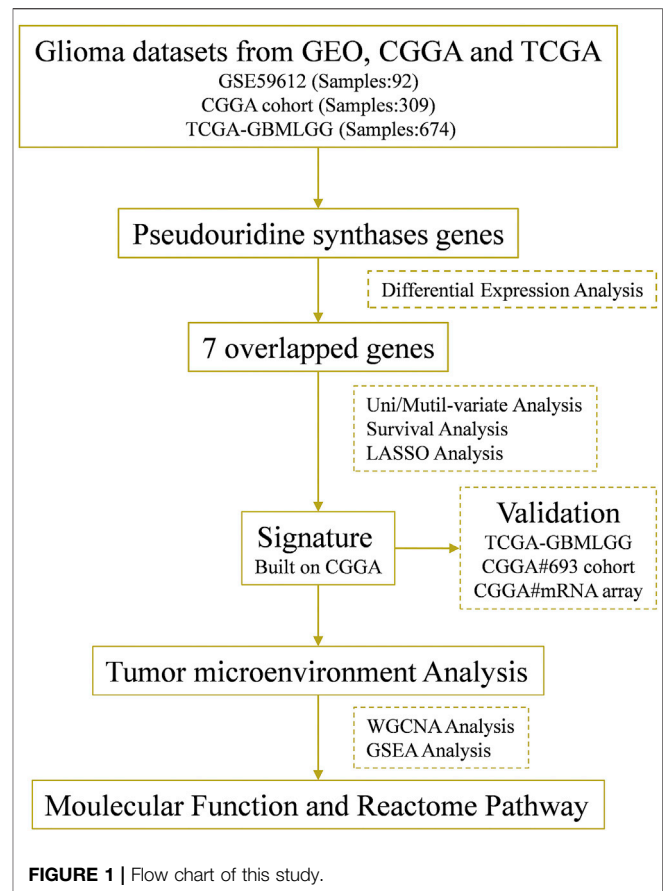 Glioma datasets from GEO, CGGA and TCGA
GSE59612 (Samples:92)
CGGA cohort (Samples:309)
TCGA-GBMLGG (Samples:674)
Pseudouridine synthases genes
Differential Expression Analysis
7 overlapped genes
Uni/Mutil-variate Analysis
Survival Analysis
LASSO Analysis
Signature
Built on CGGA
Validation
TCGA-GBMLGG
CGGA#693 cohort
CGGA#mRNA array
Tumor microenvironment Analysis
WGCNA Analysis
GSEA Analysis
Moulecular Function and Reactome Pathway
FIGURE 1 | Flow chart of this study.